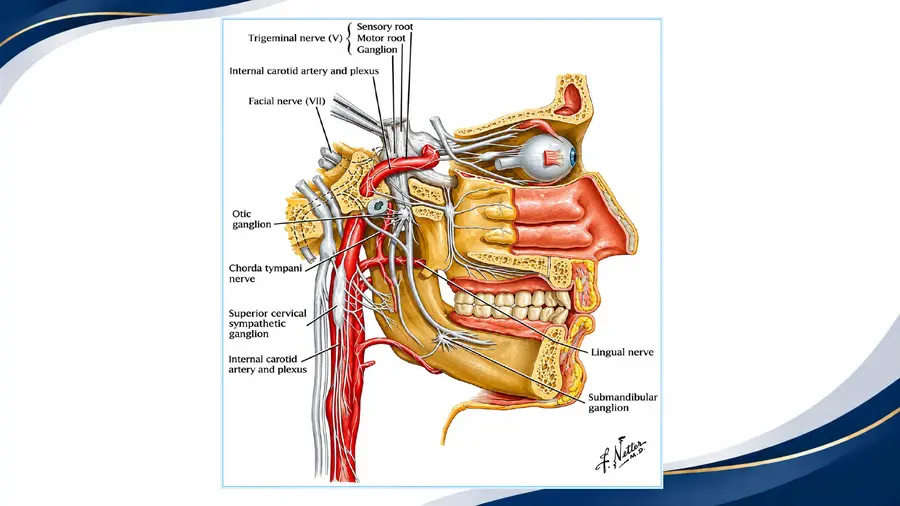 Sensory root
Trigeminal nerve (V)
Motor root
Ganglion
Internal carotid artery and plexus
Facial nerve (VII)
Otic
ganglion
Chorda tympani
nerve
Superior cervical
sympathetic
ganglion
Internal carotid
artery and plexus
Lingual nerve
Submandibular
ganglion
F. Netter
M.D.